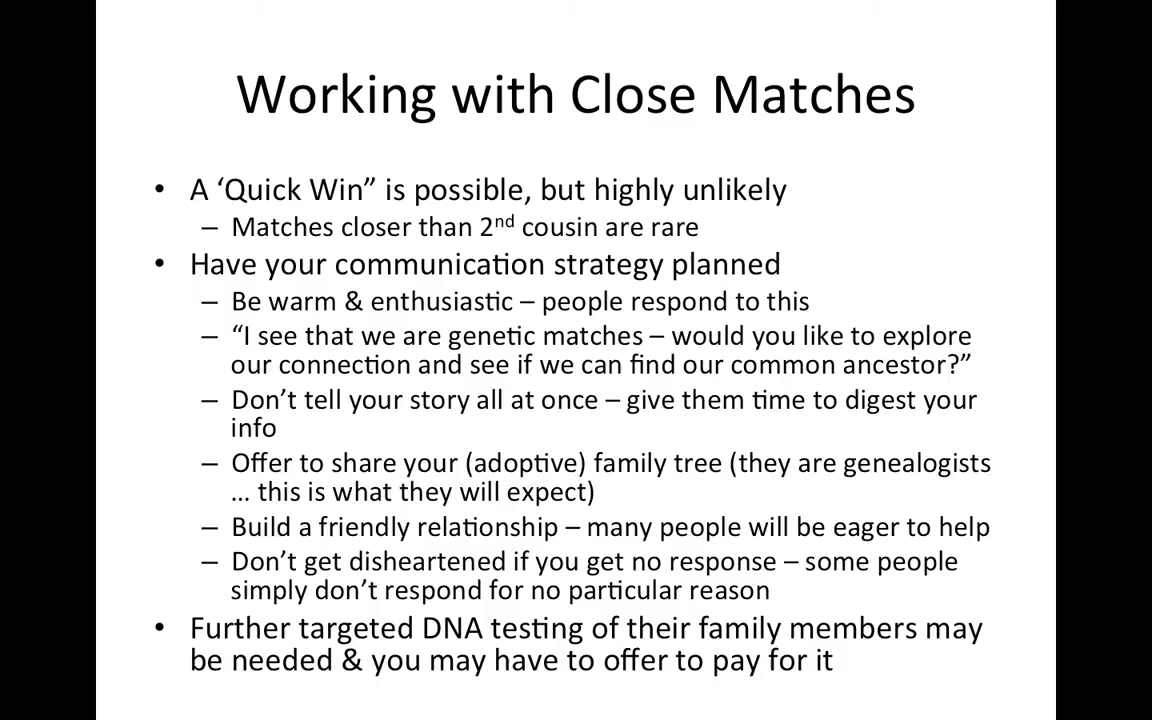 Working with Close Matches
• A ‘Quick Win” is possible, but highly unlikely
– Matches closer than 2nd cousin are rare
• Have your communication strategy planned
– Be warm & enthusiastic – people respond to this
– “I see that we are genetic matches – would you like to explore
our connection and see if we can find our common ancestor?”
– Don’t tell your story all at once – give them time to digest your
info
– Offer to share your (adoptive) family tree (they are genealogists
... this is what they will expect)
– Build a friendly relationship – many people will be eager to help
– Don’t get disheartened if you get no response – some people
simply don’t respond for no particular reason
• Further targeted DNA testing of their family members may
be needed & you may have to offer to pay for it